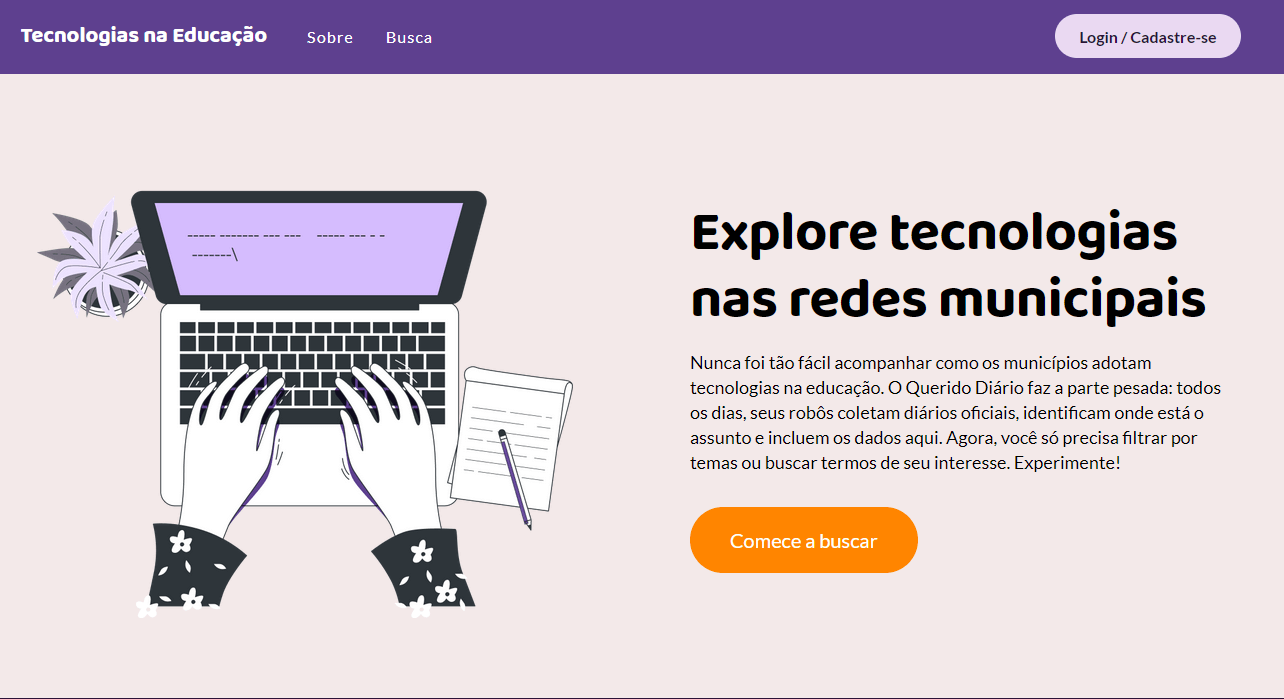 Tecnologias na Educação
Sobre
Busca
Login / Cadastre-se
Explore tecnologias
nas redes municipais
Nunca foi tão fácil acompanhar como os municípios adotam
tecnologias na educação. O Querido Diário faz a parte pesada: todos
os dias, seus robôs coletam diários oficiais, identificam onde está o
assunto e incluem os dados aqui. Agora, você só precisa filtrar por
temas ou buscar termos de seu interesse. Experimente!
Comece a buscar